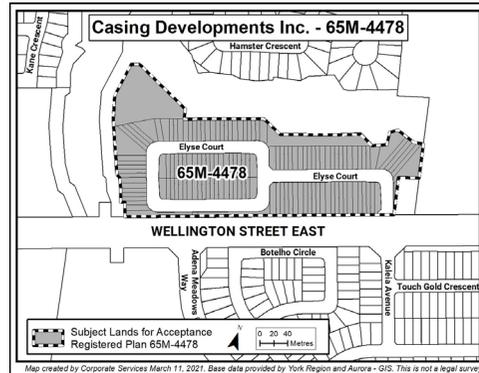 Casing Developments Inc. - 65M-4478
Kane Crescent
Hamster Crescent
Elyse Court
65M-4478
Elyse Court
WELLINGTON STREET EAST
Adena Meadows
Way
Botelho Circle
Kaleia Avenue
Touch Gold Crescent
Subject Lands for Acceptance
Registered Plan 65M-4478
N
0 20 40
Metres
Map created by Corporate Services March 11, 2021. Base data provided by York Region and Aurora - GIS. This is not a legal survey